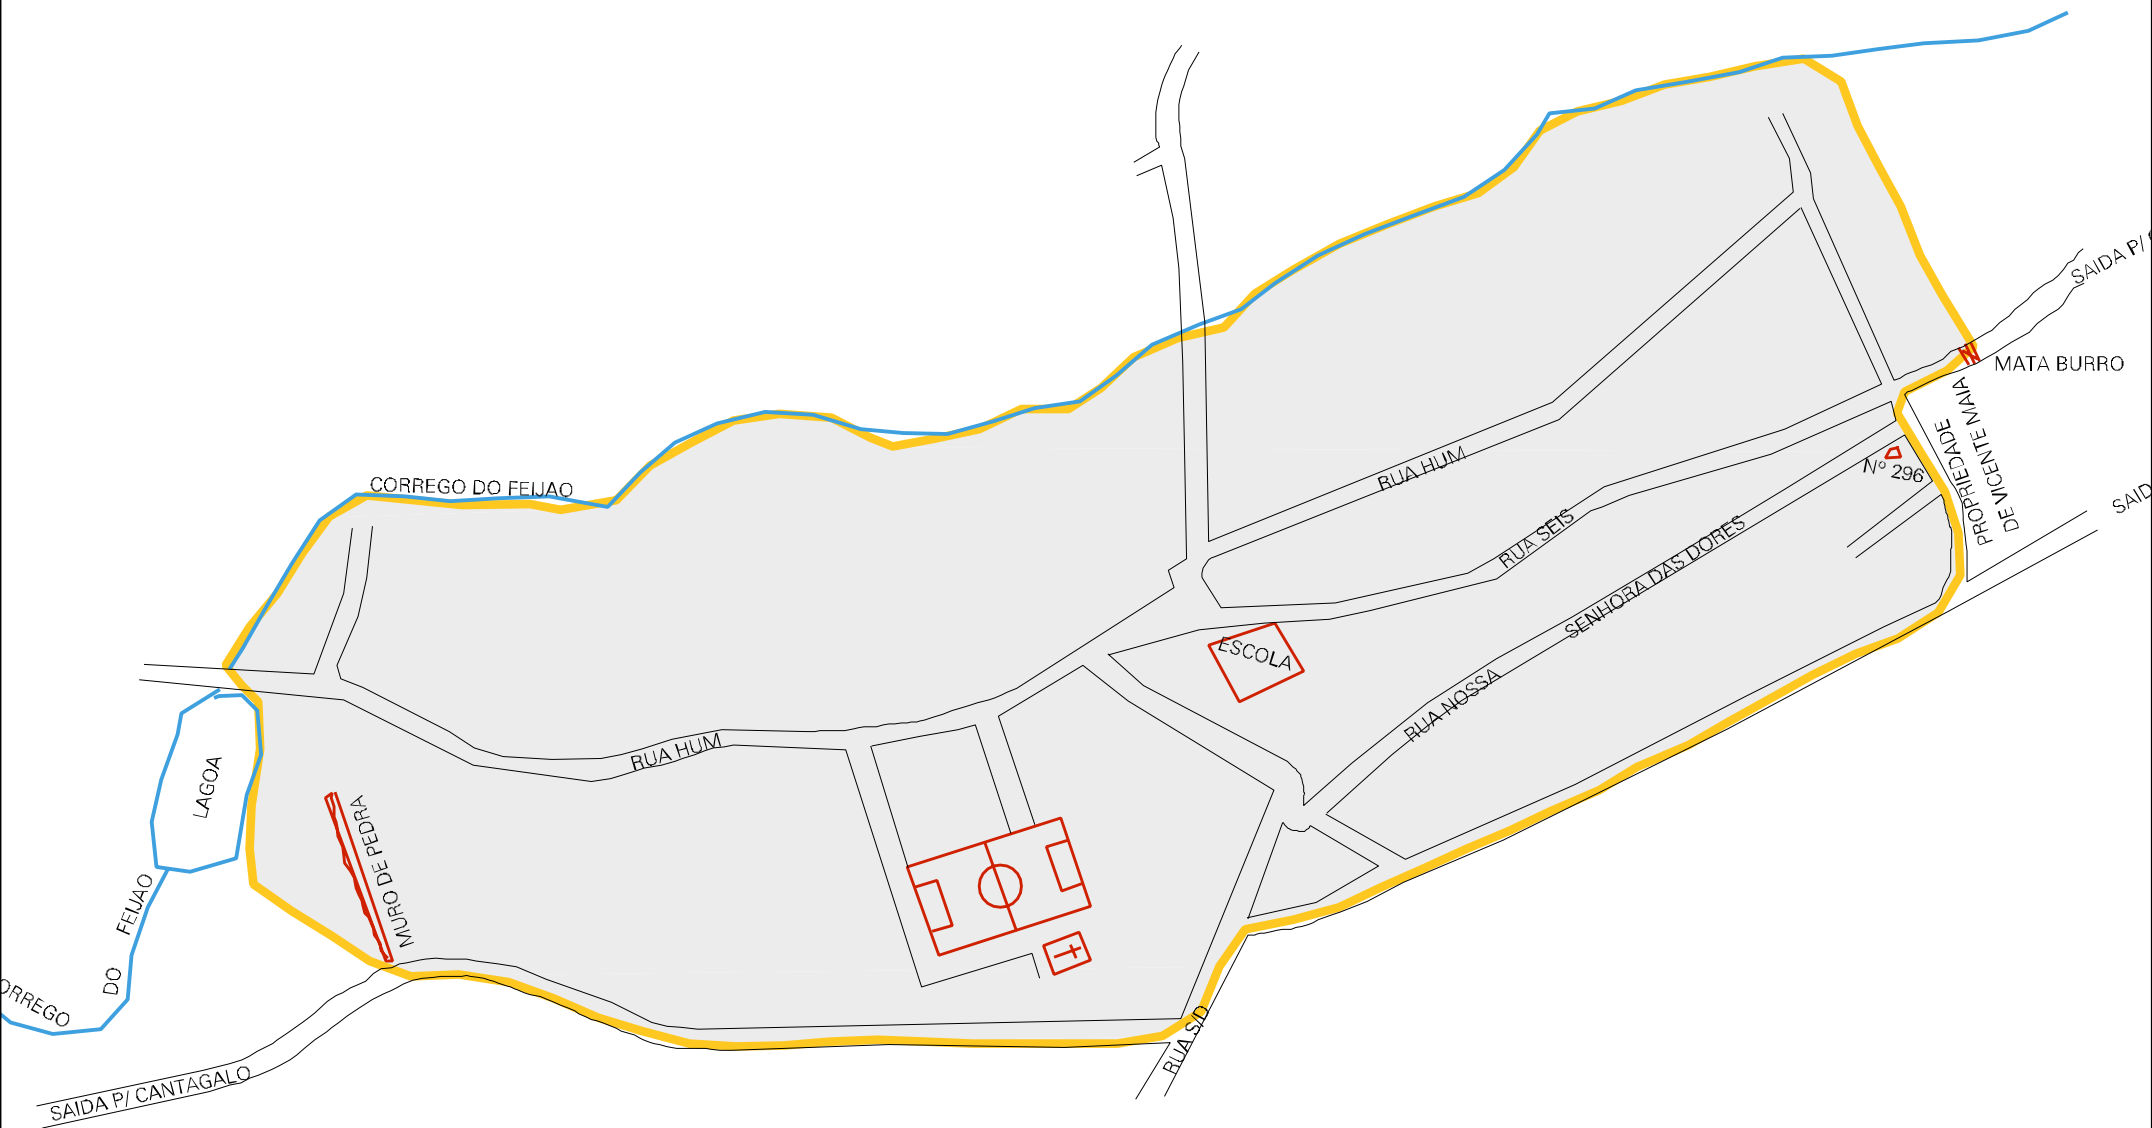 SAIDA P/
CORREGO DO FEIJAO
MATA BURRO
PROPRIEDADE
DE VICENTE MAIA
Nº 296
RUA HUM
RUA SEIS
SENHORA DAS DORES
RUA NOSSA
ESCOLA
RUA HUM
LAGOA
MURO DE PEDRA
FEIJAO
DO
ORREGO
RUA S/D
SAIDA P/ CANTAGALO
SAID